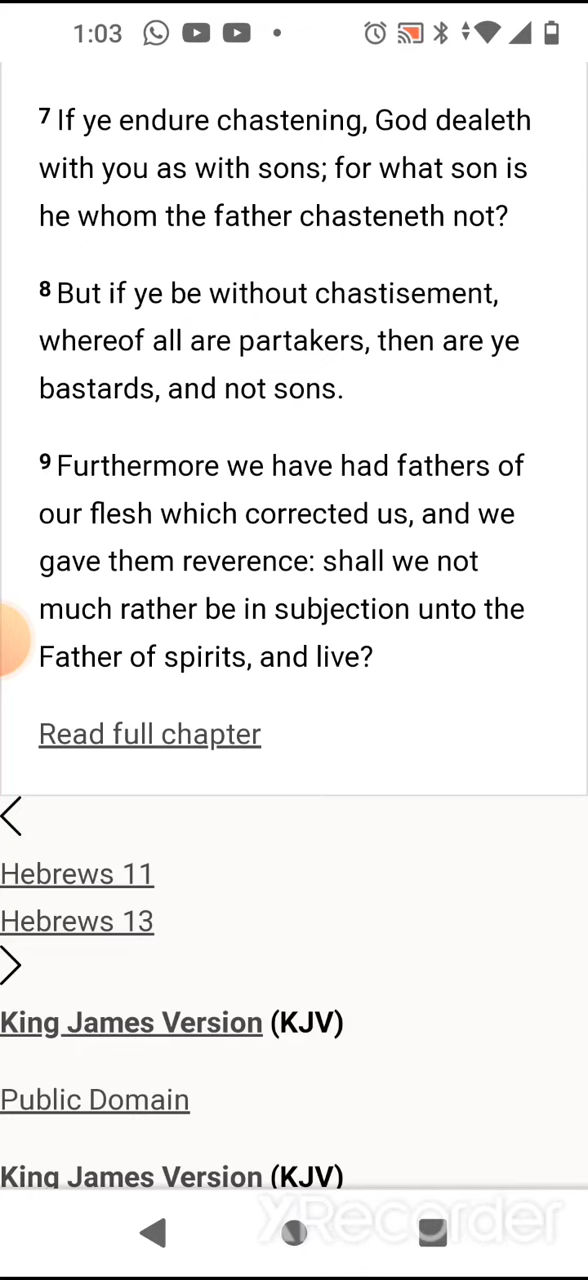 1:03
7 If ye endure chastening, God dealeth
with you as with sons; for what son is
he whom the father chasteneth not?
8 But if ye be without chastisement,
whereof all are partakers, then are ye
bastards, and not sons.
9 Furthermore we have had fathers of
our flesh which corrected us, and we
gave them reverence: shall we not
much rather be in subjection unto the
Father of spirits, and live?
Read full chapter
Hebrews 11
Hebrews 13
King James Version (KJV)
Public Domain
King James Version (KJV)
XRecorder